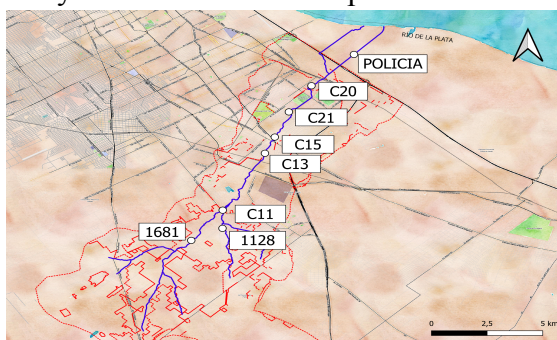 RIO DE LA PLATA
POLICIA
C20
C21
C15
C13
C11
1681
1128
0 2,5 5 km